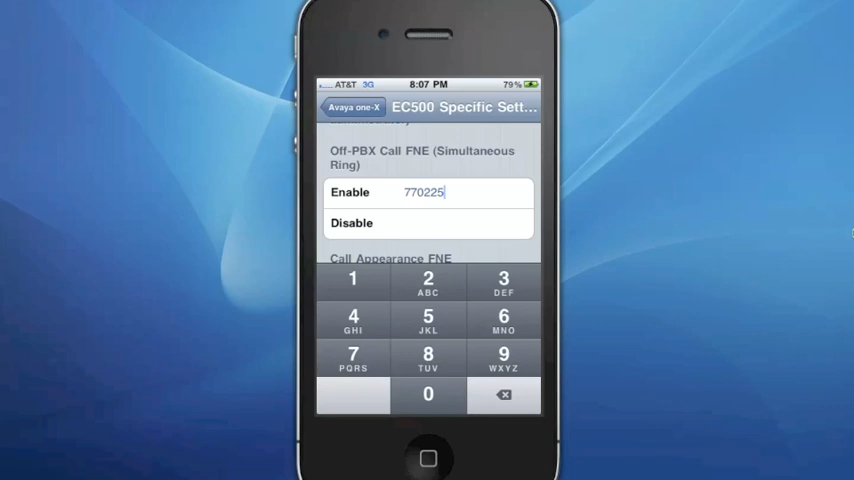 AT&T 3G 8:07 PM 79%
Avaya one-X EC500 Specific Sett...
Off-PBX Call FNE (Simultaneous
Ring)
Enable 770225
Disable
Call Appearance FNE
1 2 3
ABC DEF
4 5 6
GHI JKL MNO
7 8 9
PQRS TUV WXYZ
0